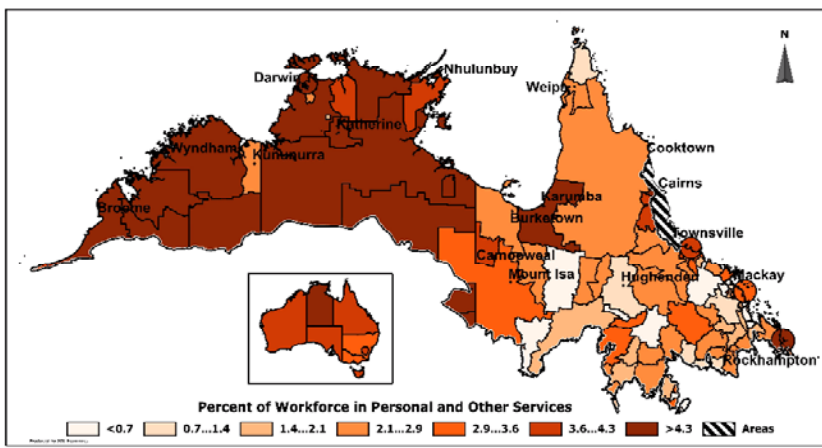 N
Darwin
Nhulunbuy
Weipa
Katherine
Wyndham
Kununurra
Cooktown
Cairns
Karumba
Broome
Burketown
Townsville
Camooweal
Mount Isa
Hughenden
Mackay
Rockhampton
Percent of Workforce in Personal and Other Services
<0.7 0.7...1.4 1.4...2.1 2.1...2.9 2.9...3.6 3.6...4.3 >4.3 Areas